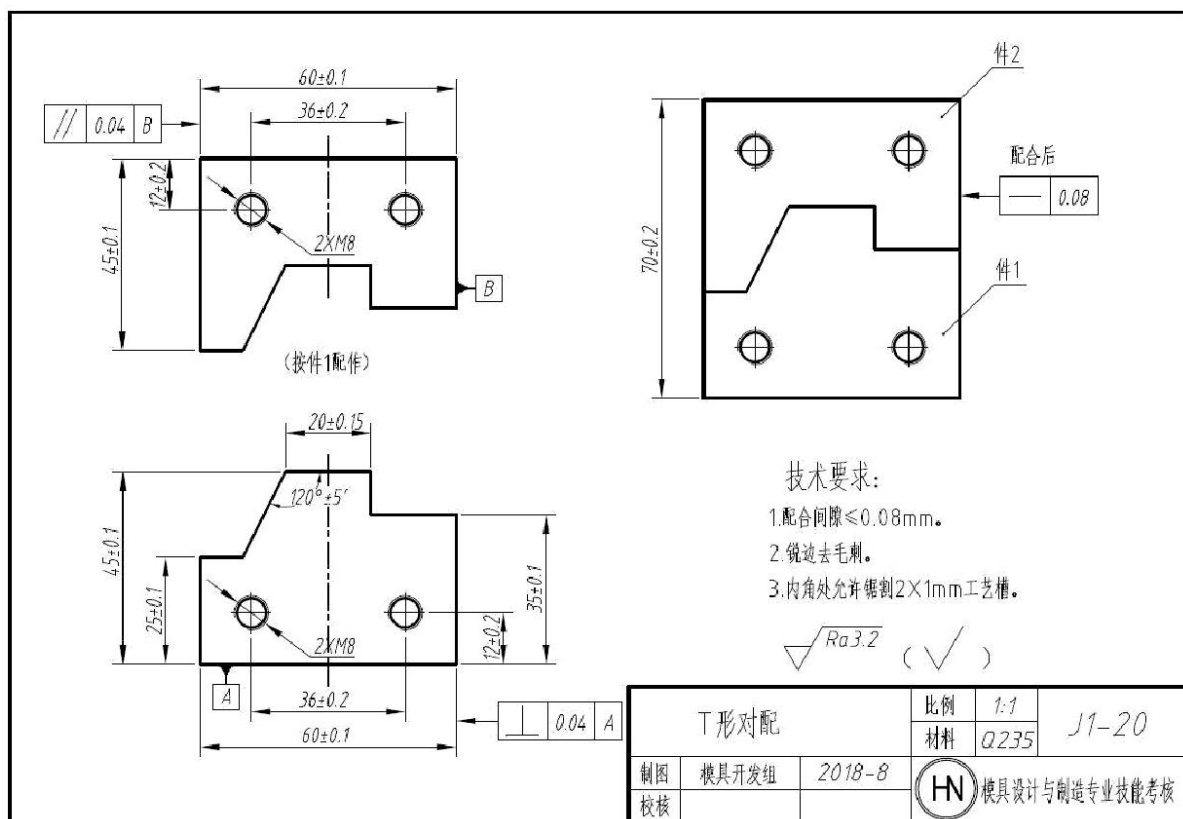 60±0.1
36±0.2
// 0.04 B
12±0.2
45±0.1
2XM8
B
(按件1配作)
件2
配合后
— 0.08
70±0.2
件1
20±0.15
120°±5′
45±0.1
25±0.1
35±0.1
12±0.2
2XM8
A
36±0.2
60±0.1
⊥ 0.04 A
技术要求:
1.配合间隙≤0.08mm。
2.锐边去毛刺。
3.内角处允许锯割2×1mm工艺槽。
Ra3.2 ( )
T形对配
比例 1:1
材料 Q235
J1-20
制图 模具开发组 2018-8
校核
HN 模具设计与制造专业技能考核